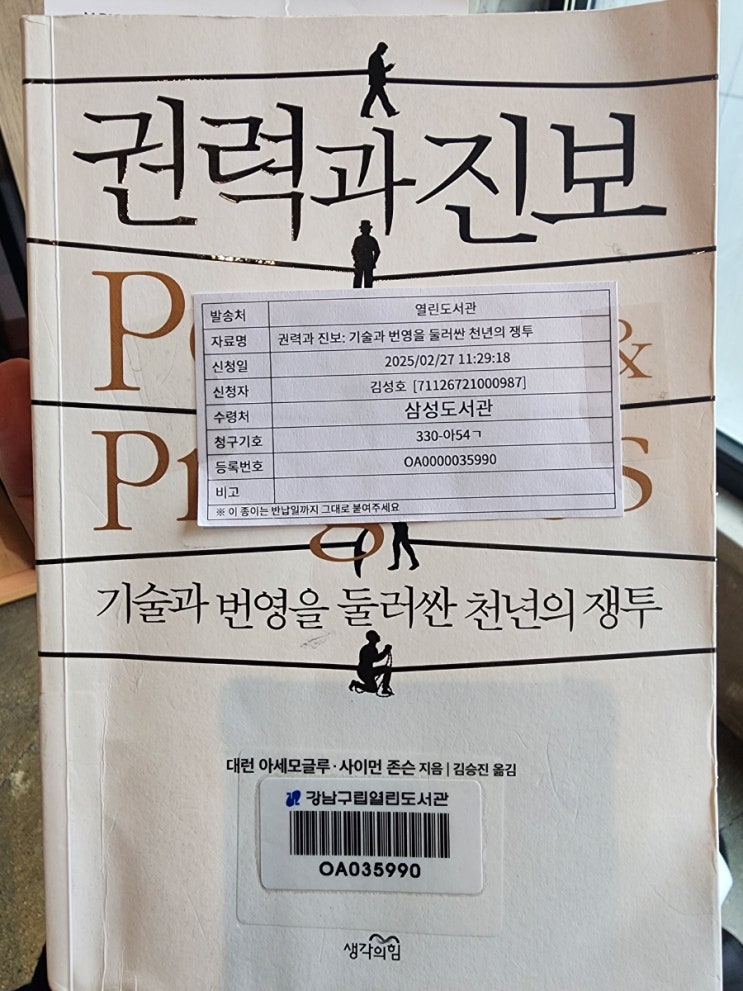 권력과 진보
P &
발송처 열린도서관
자료명 권력과 진보: 기술과 번영을 둘러싼 천년의 쟁투
신청일 2025/02/27 11:29:18
신청자 김성호 [71126721000987]
수령처 삼성도서관
청구기호 330-아54ㄱ
등록번호 OA0000035990
비고
※ 이 종이는 반납일까지 그대로 붙여주세요
P g s
기술과 번영을 둘러싼 천년의 쟁투
대런 아세모글루·사이먼 존슨 지음 | 김승진 옮김
강남구립열린도서관
OA035990
생각의힘